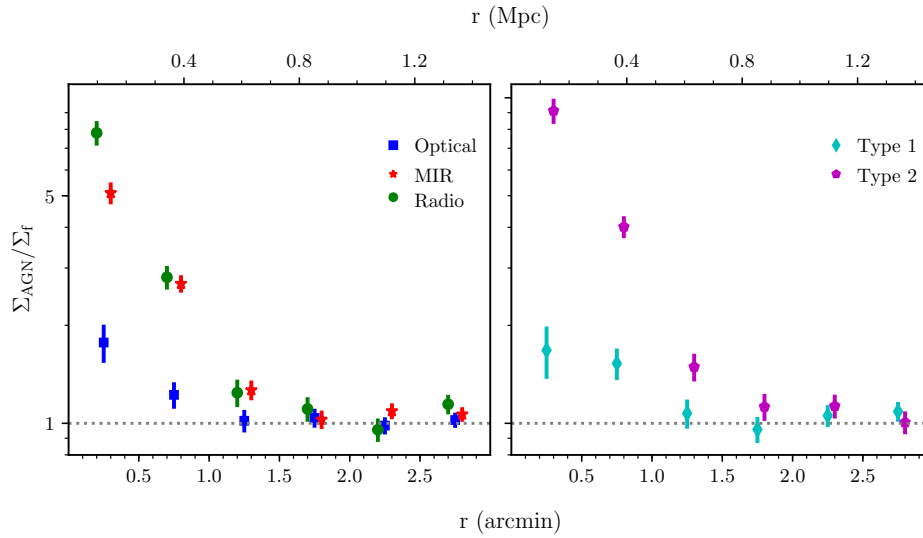 r (Mpc)
0.4 0.8 1.2 0.4 0.8 1.2
Optical
MIR
Radio
Type 1
Type 2
5
1
Σ_AGN/Σ_f
0.5 1.0 1.5 2.0 2.5 0.5 1.0 1.5 2.0 2.5
r (arcmin)